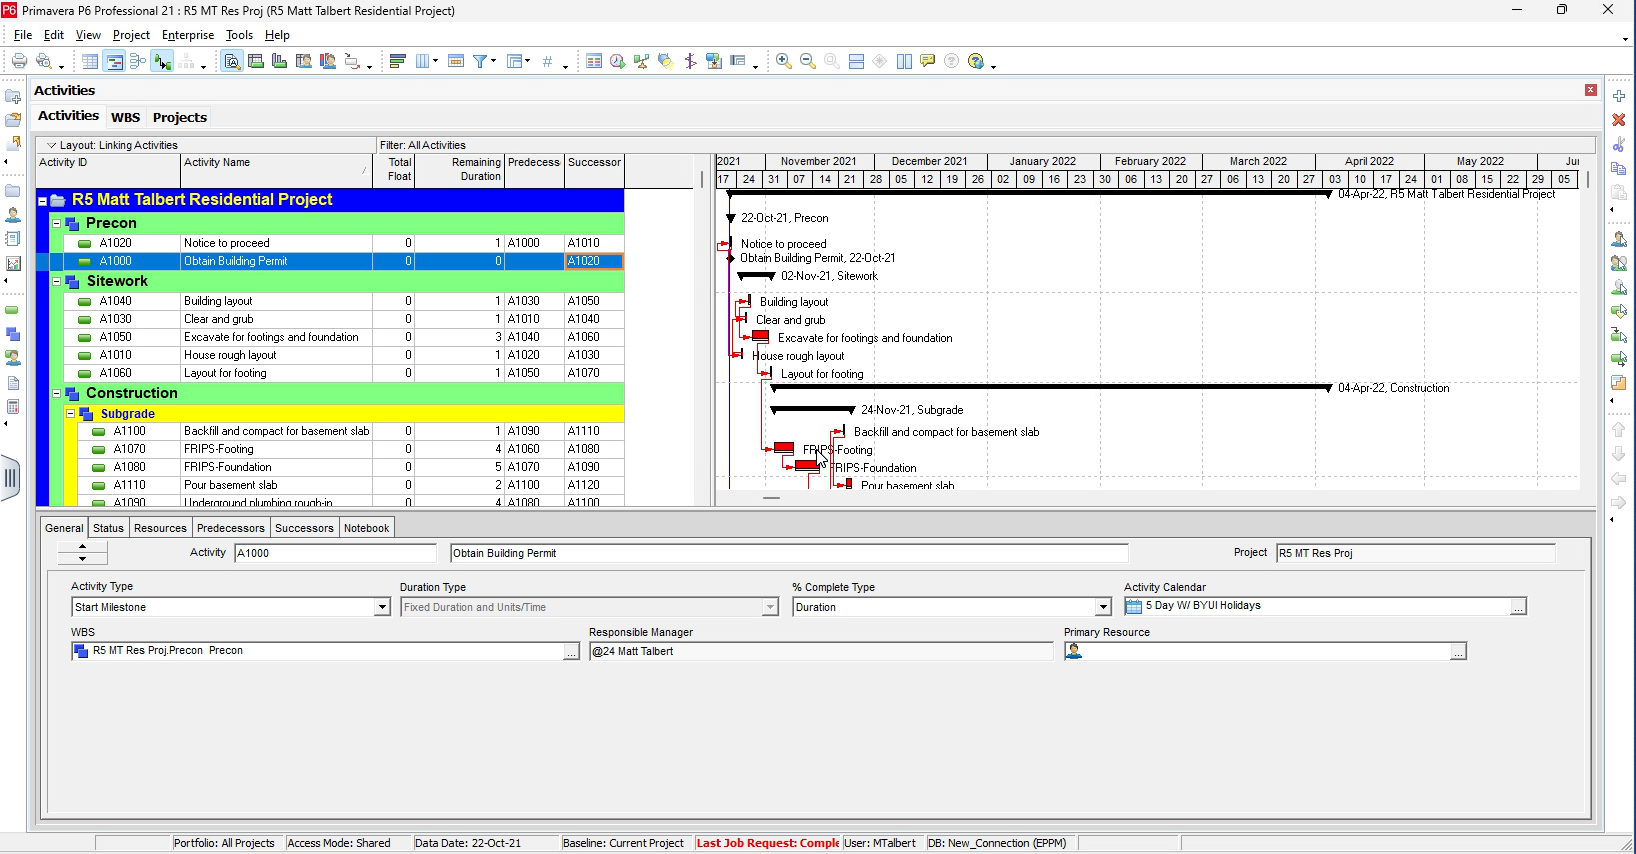 P6 Primavera P6 Professional 21 : R5 MT Res Proj (R5 Matt Talbert Residential Project)
File Edit View Project Enterprise Tools Help
Activities
Activities WBS Projects
Layout: Linking Activities Filter: All Activities
Activity ID Activity Name Total Float Remaining Duration Predecess Successor
2021 November 2021 December 2021 January 2022 February 2022 March 2022 April 2022 May 2022 Jui
17 24 31 07 14 21 28 05 12 19 26 02 09 16 23 30 06 13 20 27 06 13 20 27 03 10 17 24 01 08 15 22 29 05
R5 Matt Talbert Residential Project 04-Apr-22, R5 Matt Talbert Residential Project
Precon 22-Oct-21, Precon
A1020 Notice to proceed 0 1 A1000 A1010 Notice to proceed
A1000 Obtain Building Permit 0 0 A1020 Obtain Building Permit, 22-Oct-21
Sitework 02-Nov-21, Sitework
A1040 Building layout 0 1 A1030 A1050 Building layout
A1030 Clear and grub 0 1 A1010 A1040 Clear and grub
A1050 Excavate for footings and foundation 0 3 A1040 A1060 Excavate for footings and foundation
A1010 House rough layout 0 1 A1020 A1030 House rough layout
A1060 Layout for footing 0 1 A1050 A1070 Layout for footing
Construction 04-Apr-22, Construction
Subgrade 24-Nov-21, Subgrade
A1100 Backfill and compact for basement slab 0 1 A1090 A1110 Backfill and compact for basement slab
A1070 FRIPS-Footing 0 4 A1060 A1080 FRIPS-Footing
A1080 FRIPS-Foundation 0 5 A1070 A1090 FRIPS-Foundation
A1110 Pour basement slab 0 2 A1100 A1120 Pour basement slab
A1090 Underground plumbing rough-in 0 4 A1080 A1100
General Status Resources Predecessors Successors Notebook
Activity A1000 Obtain Building Permit Project R5 MT Res Proj
Activity Type Duration Type % Complete Type Activity Calendar
Start Milestone Fixed Duration and Units/Time Duration 5 Day W/ BYUI Holidays ...
WBS Responsible Manager Primary Resource
R5 MT Res Proj.Precon Precon ... @24 Matt Talbert ...
Portfolio: All Projects Access Mode: Shared Data Date: 22-Oct-21 Baseline: Current Project Last Job Request: Comple User: MTalbert DB: New_Connection (EPPM)